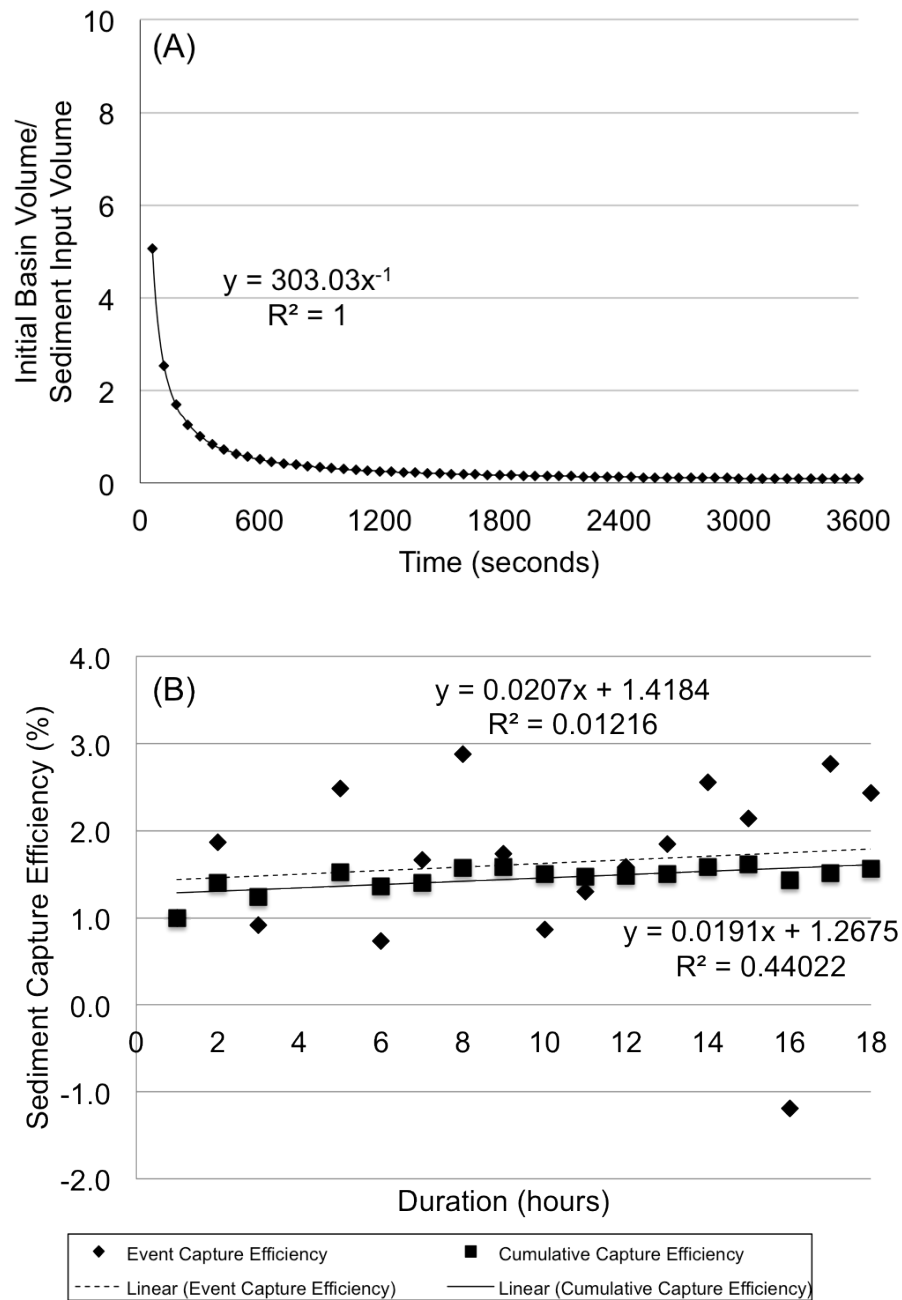 (A)
Initial Basin Volume/
Sediment Input Volume
10
8
6
4
2
0
y = 303.03x⁻¹
R² = 1
0 600 1200 1800 2400 3000 3600
Time (seconds)
(B)
Sediment Capture Efficiency (%)
4.0
3.0
2.0
1.0
0.0
-1.0
-2.0
y = 0.0207x + 1.4184
R² = 0.01216
y = 0.0191x + 1.2675
R² = 0.44022
0 2 4 6 8 10 12 14 16 18
Duration (hours)
Event Capture Efficiency
Cumulative Capture Efficiency
Linear (Event Capture Efficiency)
Linear (Cumulative Capture Efficiency)